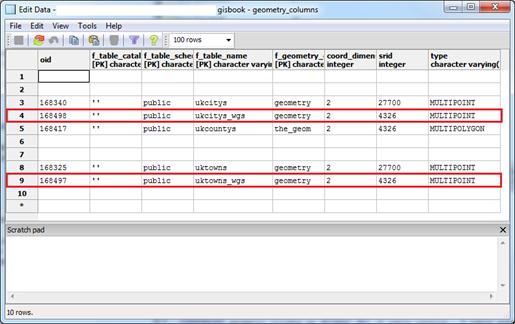 Edit Data - gisbook - geometry_columns
File Edit View Tools Help
100 rows
oid f_table_catal f_table_schem f_table_name f_geometry_ coord_dimens srid type
[PK] characte [PK] characte [PK] character varying [PK] characte integer integer character varying(
1
2
3 168340 '' public ukcitys geometry 2 27700 MULTIPOINT
4 168498 '' public ukcitys_wgs geometry 2 4326 MULTIPOINT
5 168417 '' public ukcountys the_geom 2 4326 MULTIPOLYGON
6
7
8 168325 '' public uktowns geometry 2 27700 MULTIPOINT
9 168497 '' public uktowns_wgs geometry 2 4326 MULTIPOINT
10
*
Scratch pad
10 rows.